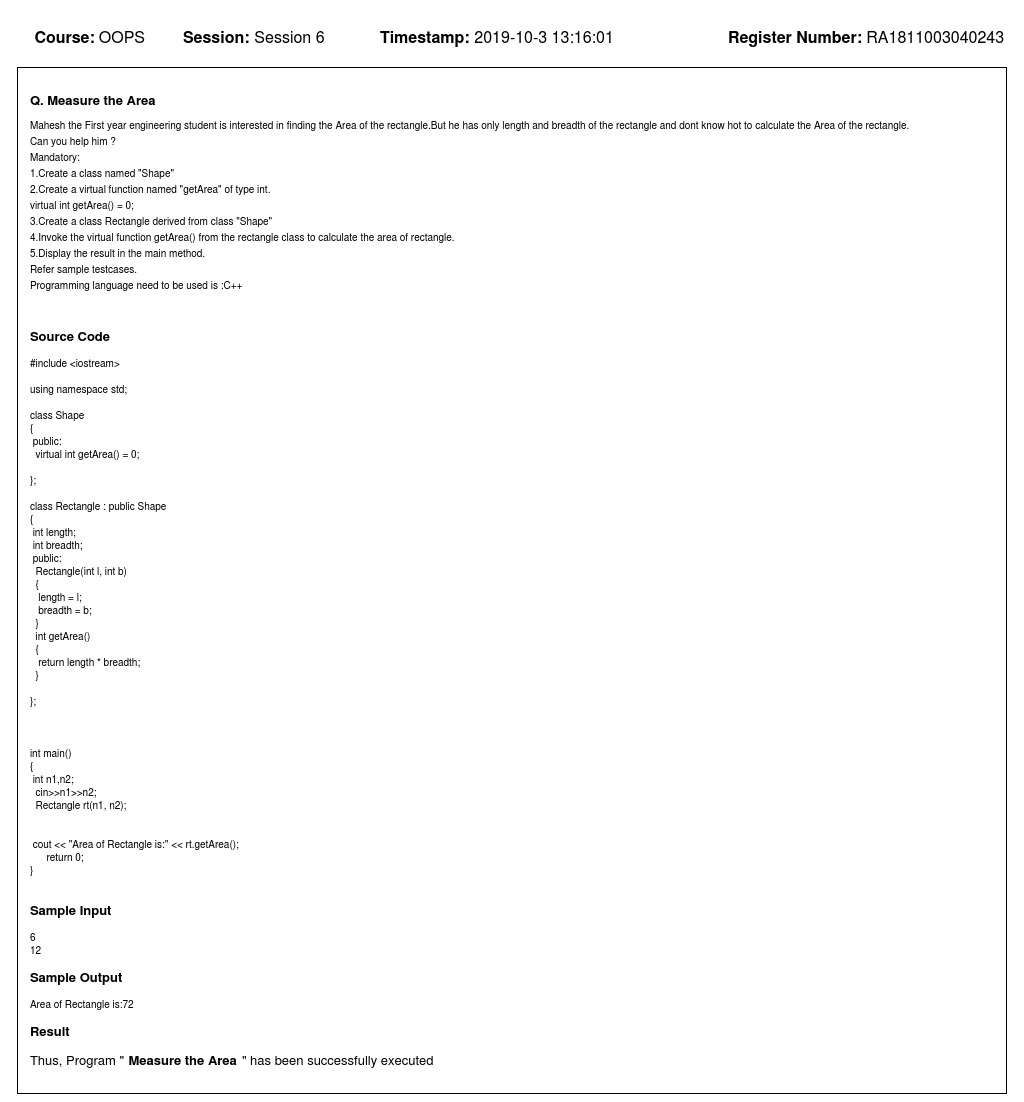 Course: OOPS Session: Session 6 Timestamp: 2019-10-3 13:16:01 Register Number: RA1811003040243
Q. Measure the Area
Mahesh the First year engineering student is interested in finding the Area of the rectangle.But he has only length and breadth of the rectangle and dont know hot to calculate the Area of the rectangle.
Can you help him ?
Mandatory:
1.Create a class named "Shape"
2.Create a virtual function named "getArea" of type int.
virtual int getArea() = 0;
3.Create a class Rectangle derived from class "Shape"
4.Invoke the virtual function getArea() from the rectangle class to calculate the area of rectangle.
5.Display the result in the main method.
Refer sample testcases.
Programming language need to be used is :C++
Source Code
#include <iostream>
using namespace std;
class Shape
{
public:
virtual int getArea() = 0;
};
class Rectangle : public Shape
{
int length;
int breadth;
public:
Rectangle(int l, int b)
{
length = l;
breadth = b;
}
int getArea()
{
return length * breadth;
}
};
int main()
{
int n1,n2;
cin>>n1>>n2;
Rectangle rt(n1, n2);
cout << "Area of Rectangle is:" << rt.getArea();
return 0;
}
Sample Input
6
12
Sample Output
Area of Rectangle is:72
Result
Thus, Program " Measure the Area " has been successfully executed